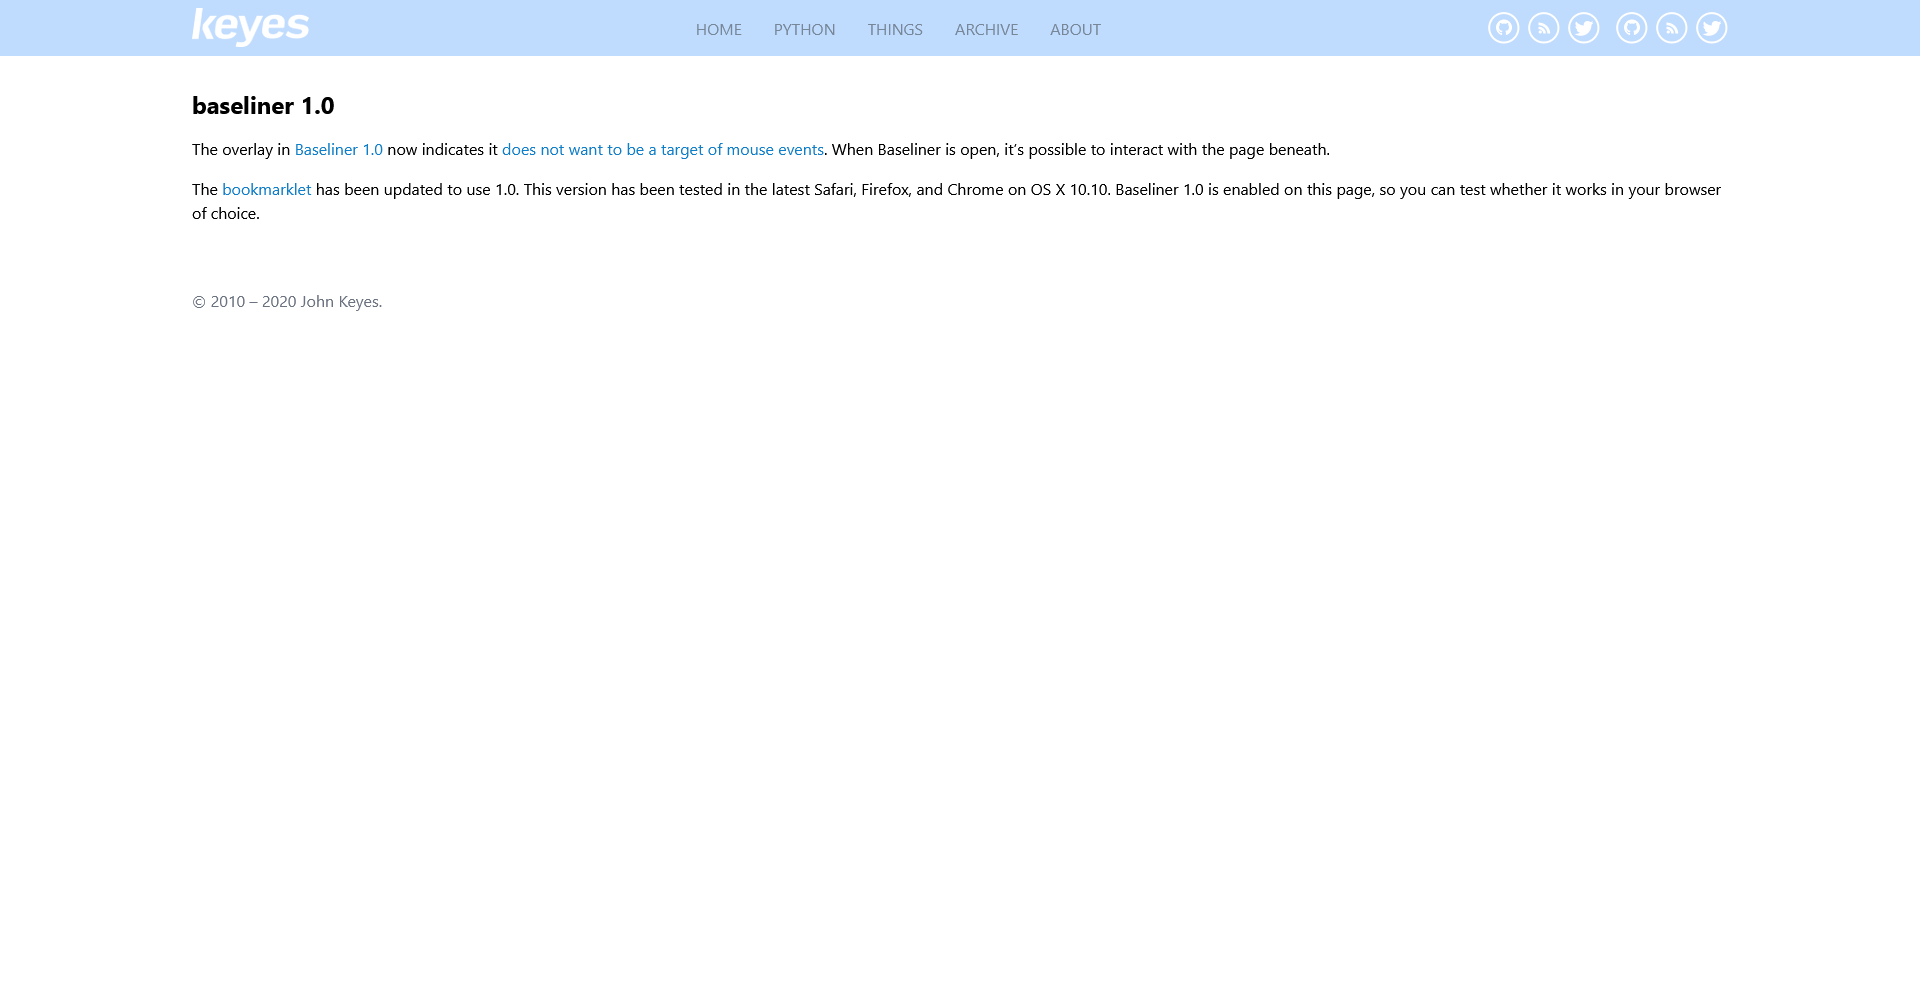 keyes
HOME PYTHON THINGS ARCHIVE ABOUT
baseliner 1.0
The overlay in Baseliner 1.0 now indicates it does not want to be a target of mouse events. When Baseliner is open, it’s possible to interact with the page beneath.
The bookmarklet has been updated to use 1.0. This version has been tested in the latest Safari, Firefox, and Chrome on OS X 10.10. Baseliner 1.0 is enabled on this page, so you can test whether it works in your browser
of choice.
© 2010 – 2020 John Keyes.